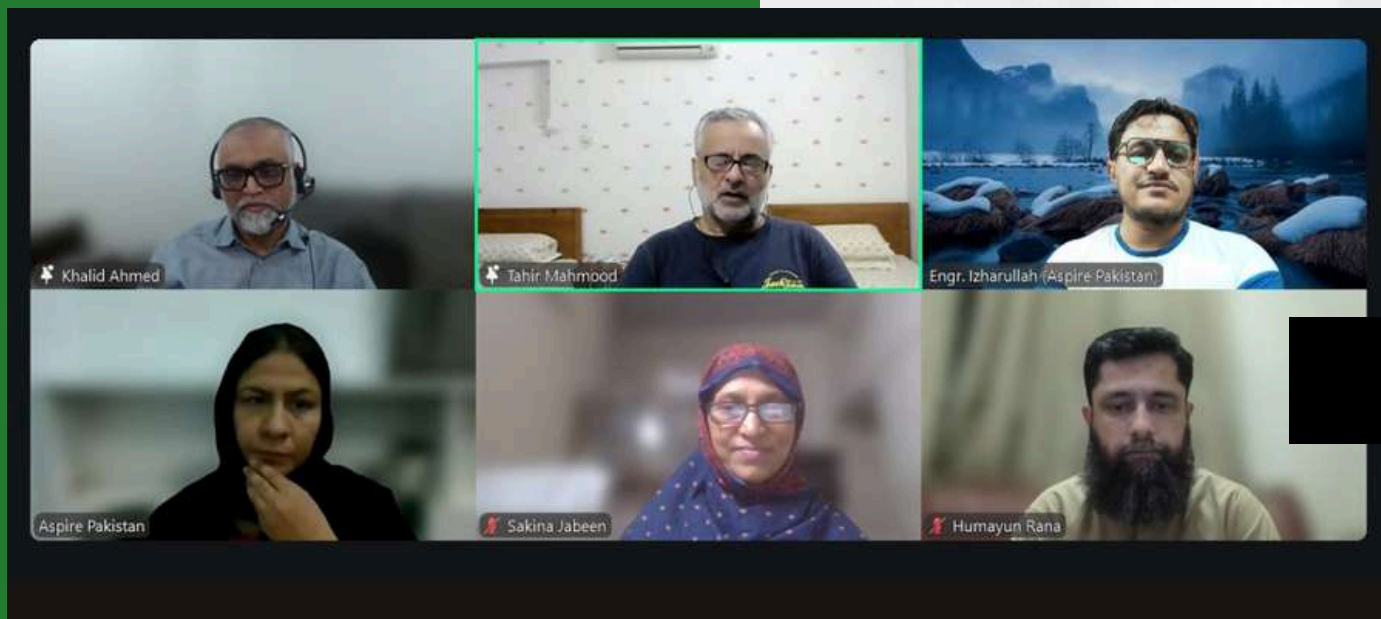 Khalid Ahmed
Tahir Mahmood
Engr. Izharullah (Aspire Pakistan)
Aspire Pakistan
Sakina Jabeen
Humayun Rana